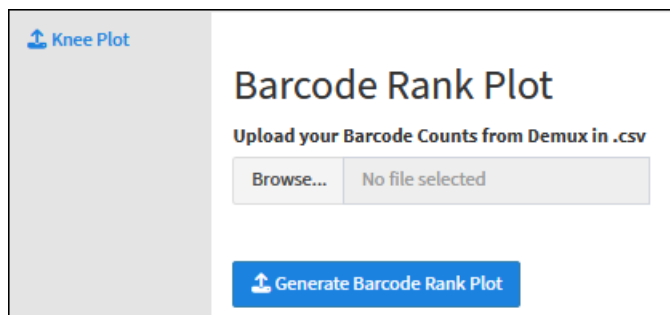 Knee Plot
Barcode Rank Plot
Upload your Barcode Counts from Demux in .csv
Browse... No file selected
Generate Barcode Rank Plot